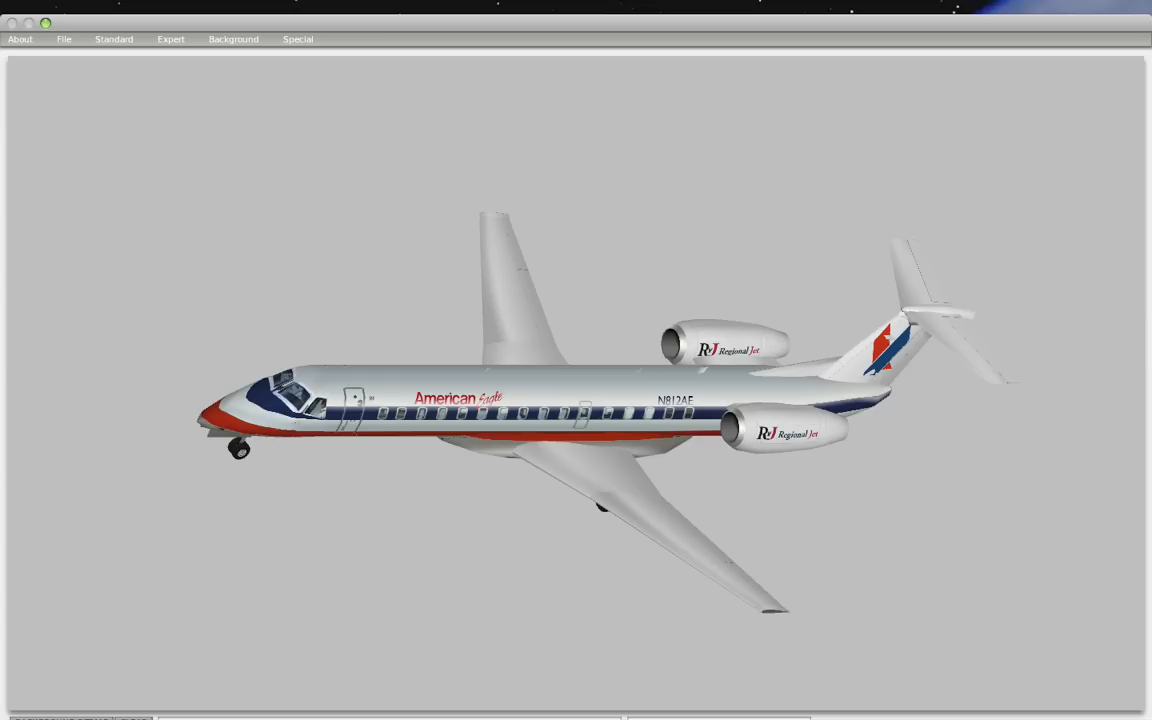 About File Standard Expert Background Special
RJ Regional Jet
American Eagle
N812AE
RJ Regional Jet